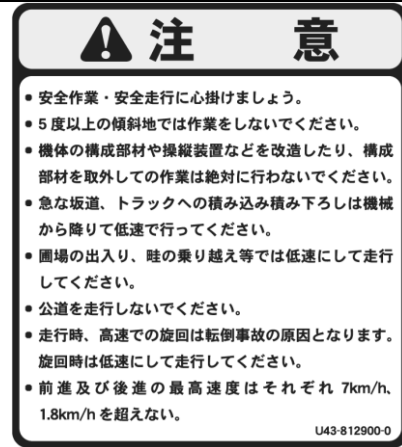 注 意
• 安全作業・安全走行に心掛けましょう。
• 5度以上の傾斜地では作業をしないでください。
• 機体の構成部材や操縦装置などを改造したり、構成
部材を取外しての作業は絶対に行わないでください。
• 急な坂道、トラックへの積み込み積み下ろしは機械
から降りて低速で行ってください。
• 圃場の出入り、畦の乗り越え等では低速にして走行
してください。
• 公道を走行しないでください。
• 走行時、高速での旋回は転倒事故の原因となります。
旋回時は低速にして走行してください。
• 前進及び後進の最高速度はそれぞれ 7km/h、
1.8km/h を超えない。
U43-812900-0